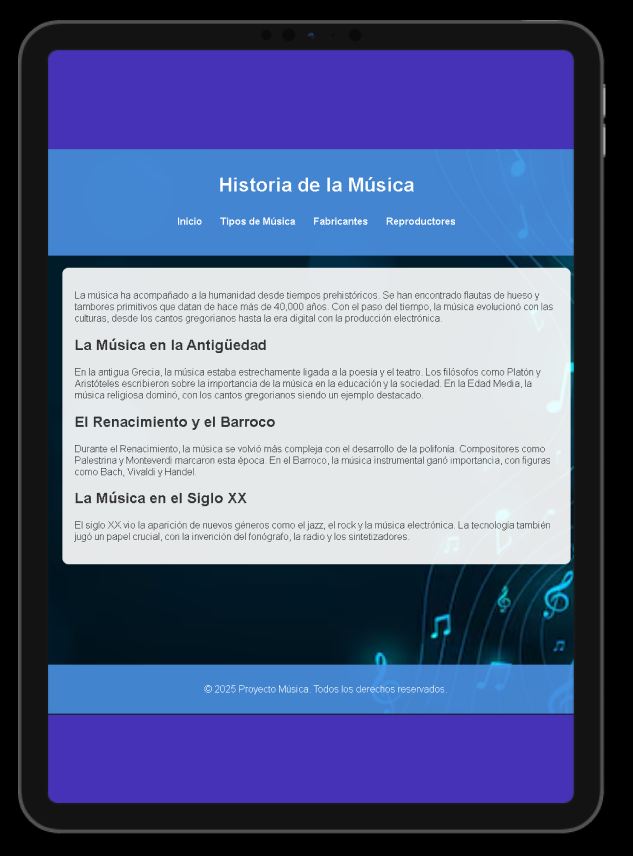 Historia de la Música
Inicio Tipos de Música Fabricantes Reproductores
La música ha acompañado a la humanidad desde tiempos prehistóricos. Se han encontrado flautas de hueso y
tambores primitivos que datan de hace más de 40,000 años. Con el paso del tiempo, la música evolucionó con las
culturas, desde los cantos gregorianos hasta la era digital con la producción electrónica.
La Música en la Antigüedad
En la antigua Grecia, la música estaba estrechamente ligada a la poesía y el teatro. Los filósofos como Platón y
Aristóteles escribieron sobre la importancia de la música en la educación y la sociedad. En la Edad Media, la
música religiosa dominó, con los cantos gregorianos siendo un ejemplo destacado.
El Renacimiento y el Barroco
Durante el Renacimiento, la música se volvió más compleja con el desarrollo de la polifonía. Compositores como
Palestrina y Monteverdi marcaron esta época. En el Barroco, la música instrumental ganó importancia, con figuras
como Bach, Vivaldi y Handel.
La Música en el Siglo XX
El siglo XX vio la aparición de nuevos géneros como el jazz, el rock y la música electrónica. La tecnología también
jugó un papel crucial, con la invención del fonógrafo, la radio y los sintetizadores.
© 2025 Proyecto Música. Todos los derechos reservados.